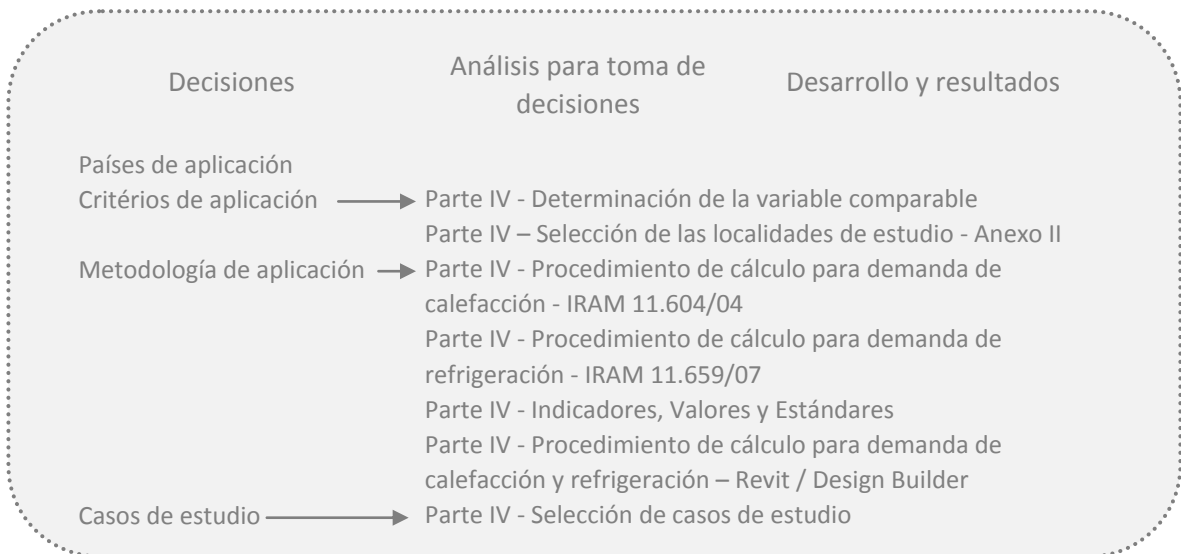 Decisiones
Análisis para toma de
decisiones
Desarrollo y resultados
Países de aplicación
Critérios de aplicación
Parte IV - Determinación de la variable comparable
Parte IV – Selección de las localidades de estudio - Anexo II
Metodología de aplicación
Parte IV - Procedimiento de cálculo para demanda de
calefacción - IRAM 11.604/04
Parte IV - Procedimiento de cálculo para demanda de
refrigeración - IRAM 11.659/07
Parte IV - Indicadores, Valores y Estándares
Parte IV - Procedimiento de cálculo para demanda de
calefacción y refrigeración – Revit / Design Builder
Casos de estudio
Parte IV - Selección de casos de estudio